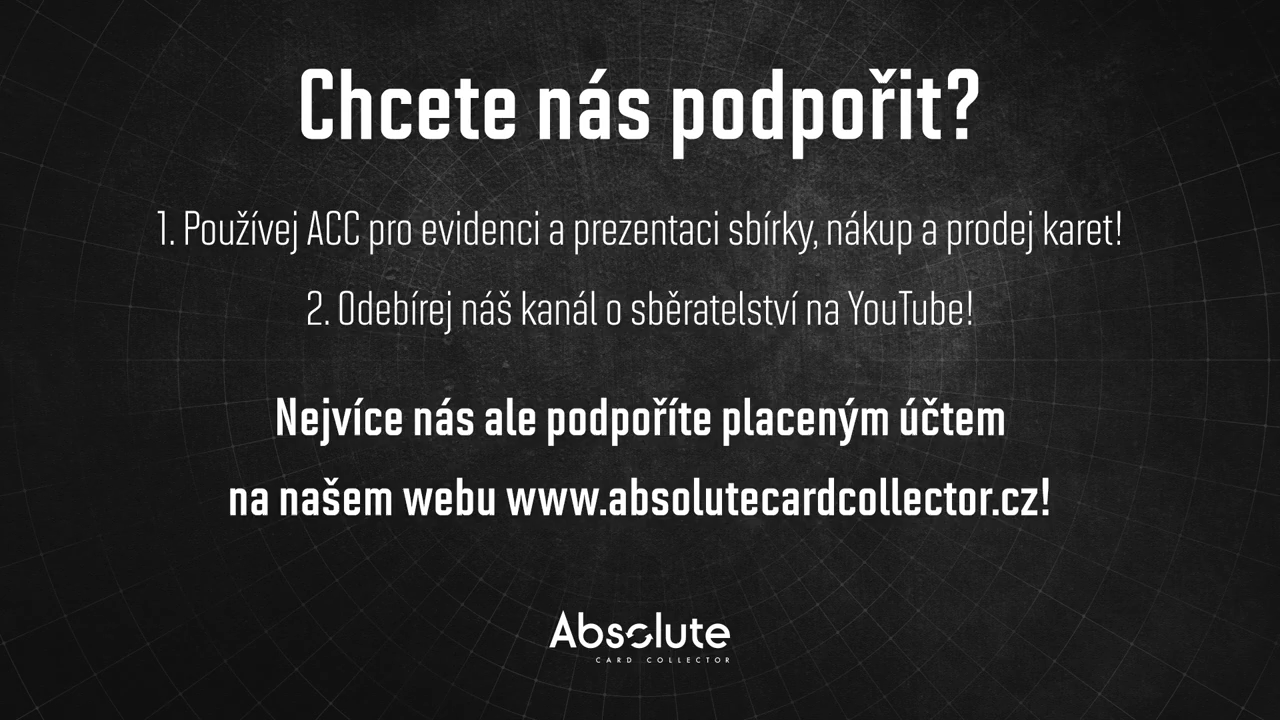 Chcete nás podpořit?
1. Používej ACC pro evidenci a prezentaci sbírky, nákup a prodej karet!
2. Odebírej náš kanál o sběratelství na YouTube!
Nejvíce nás ale podpoříte placeným účtem
na našem webu www.absolutecardcollector.cz!
Absolute
CARD COLLECTOR